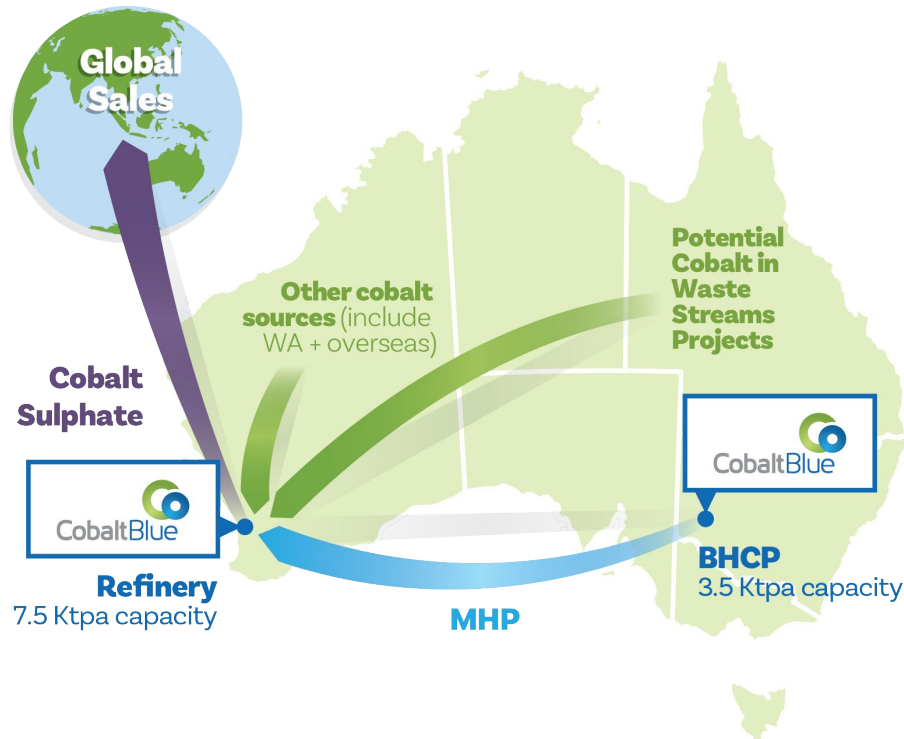 Global
Sales
Potential
Cobalt in
Waste
Streams
Projects
Other cobalt
sources (include
WA + overseas)
Cobalt
Sulphate
CobaltBlue
CobaltBlue
Refinery
7.5 Ktpa capacity
BHCP
3.5 Ktpa capacity
MHP